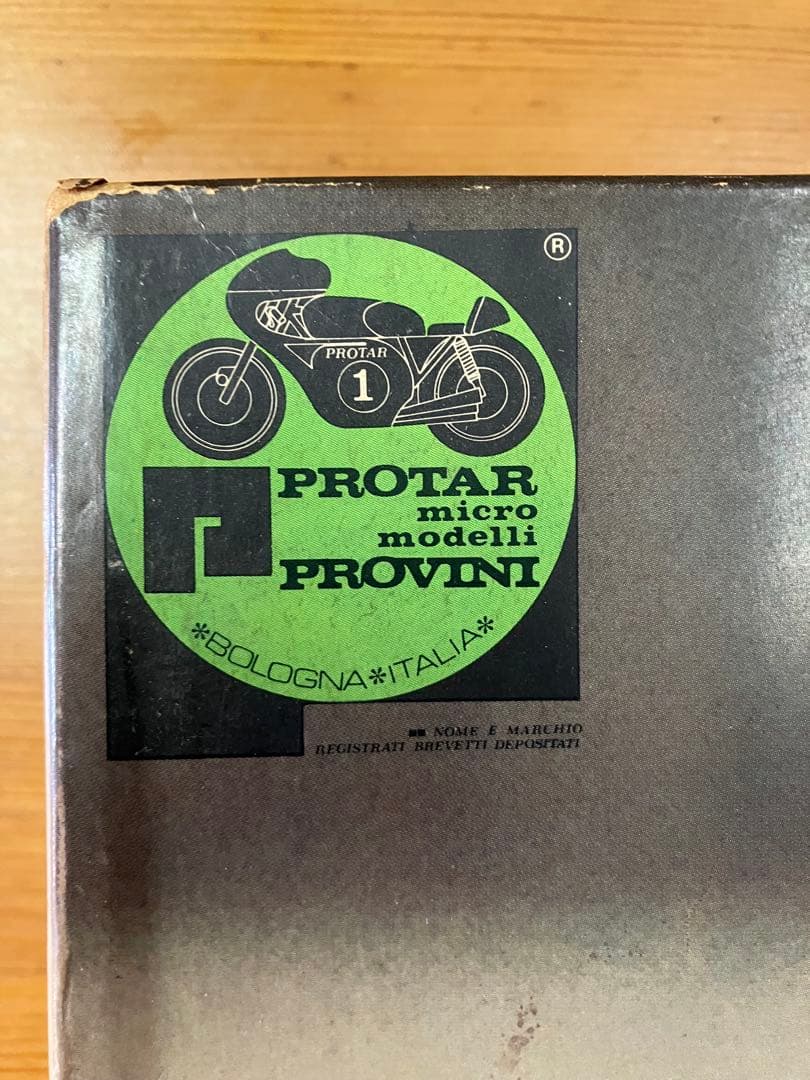 ®
PROTAR
1
PROTAR
micro
modelli
PROVINI
*BOLOGNA*ITALIA*
NOME E MARCHIO
REGISTRATI BREVETTI DEPOSITATI